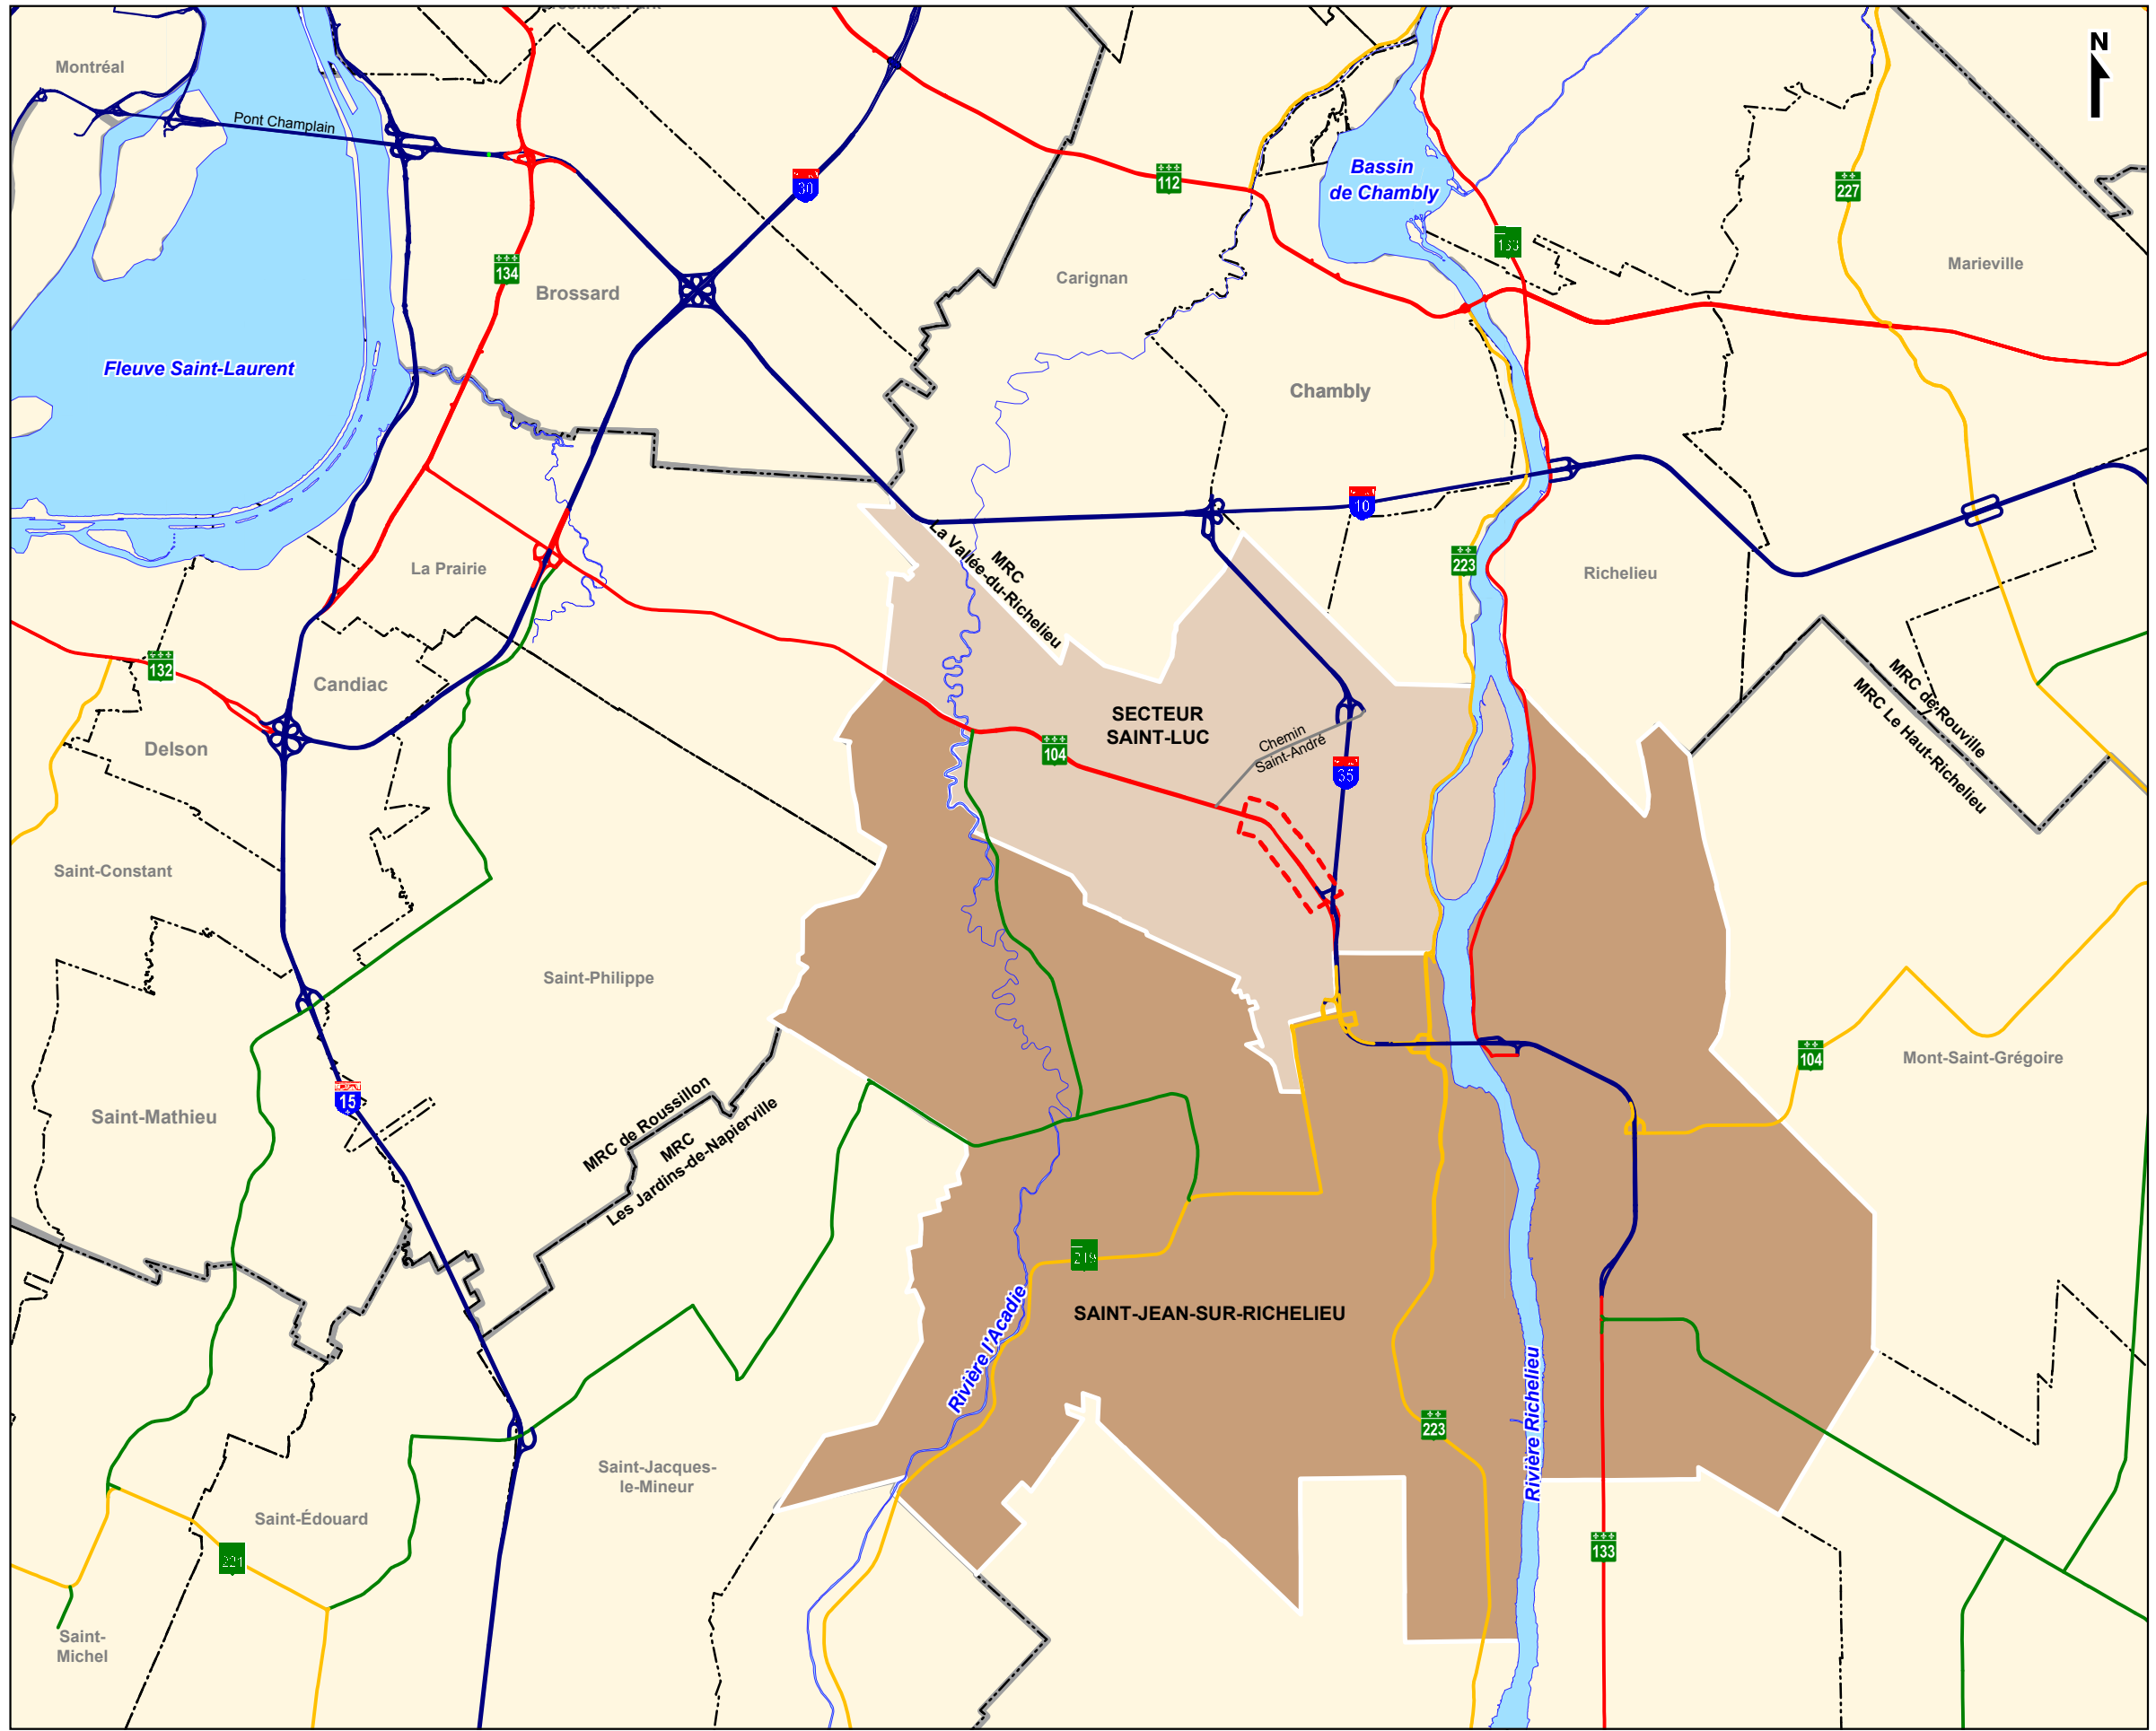 N
Montréal
Pont Champlain
30
112
Bassin
de Chambly
227
133
134
Brossard
Carignan
Marieville
Fleuve Saint-Laurent
Chambly
10
La Prairie
MRC
La Vallée-du-Richelieu
223
Richelieu
132
Candiac
MRC de Rouville
MRC Le Haut-Richelieu
Delson
SECTEUR
SAINT-LUC
104
Chemin
Saint-André
35
Saint-Constant
Saint-Philippe
104
Mont-Saint-Grégoire
15
Saint-Mathieu
MRC de Roussillon
MRC
Les Jardins-de-Napierville
219
SAINT-JEAN-SUR-RICHELIEU
Rivière l'Acadie
Rivière Richelieu
223
Saint-Jacques-
le-Mineur
Saint-Édouard
221
133
Saint-
Michel